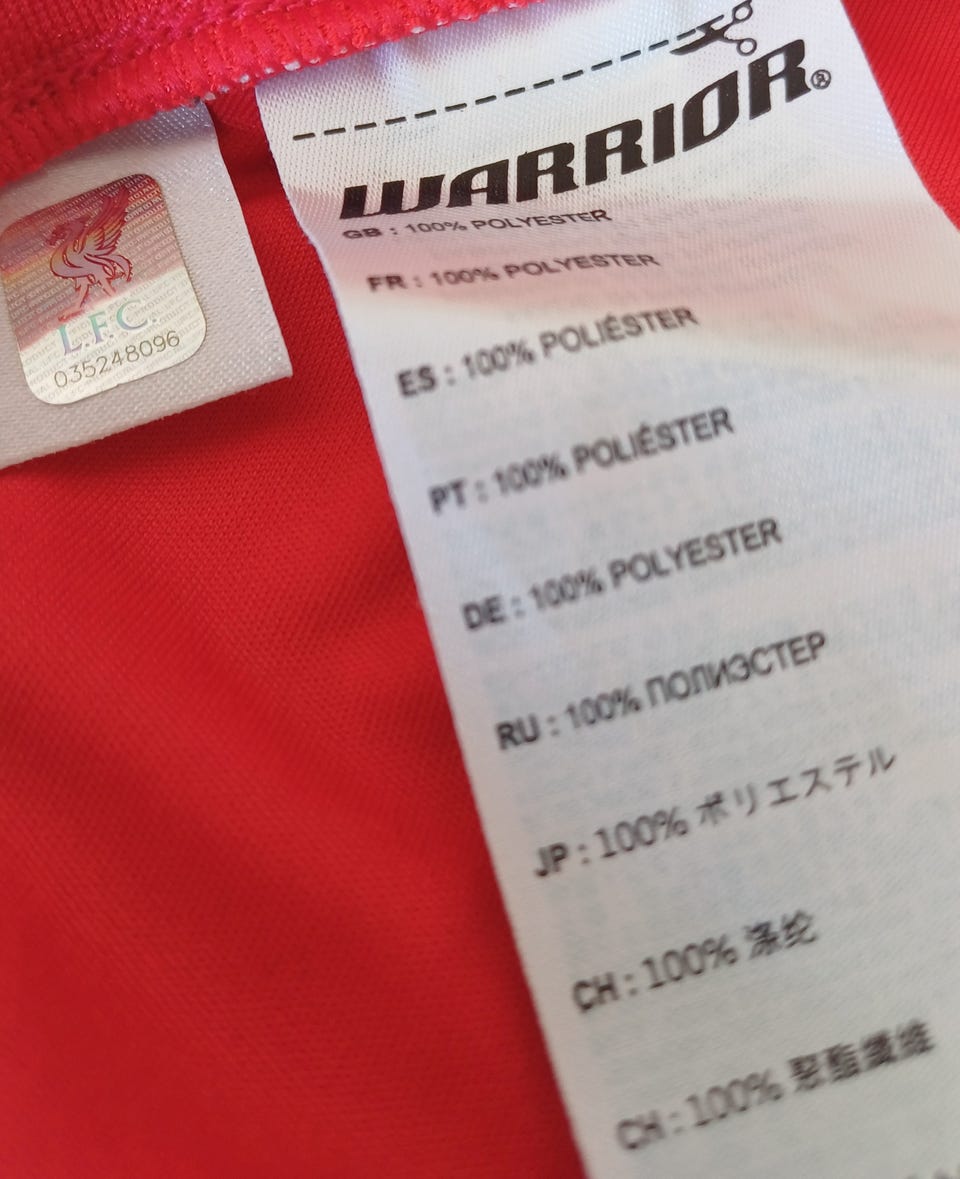 WARRIOR®
GB : 100% POLYESTER
FR : 100% POLYESTER
ES : 100% POLIÉSTER
PT : 100% POLIÉSTER
DE : 100% POLYESTER
RU : 100% ПОЛИЭСТЕР
JP : 100% ポリエステル
CH : 100% 涤纶
CH : 100% 聚酯纖維
L.F.C.
035248096